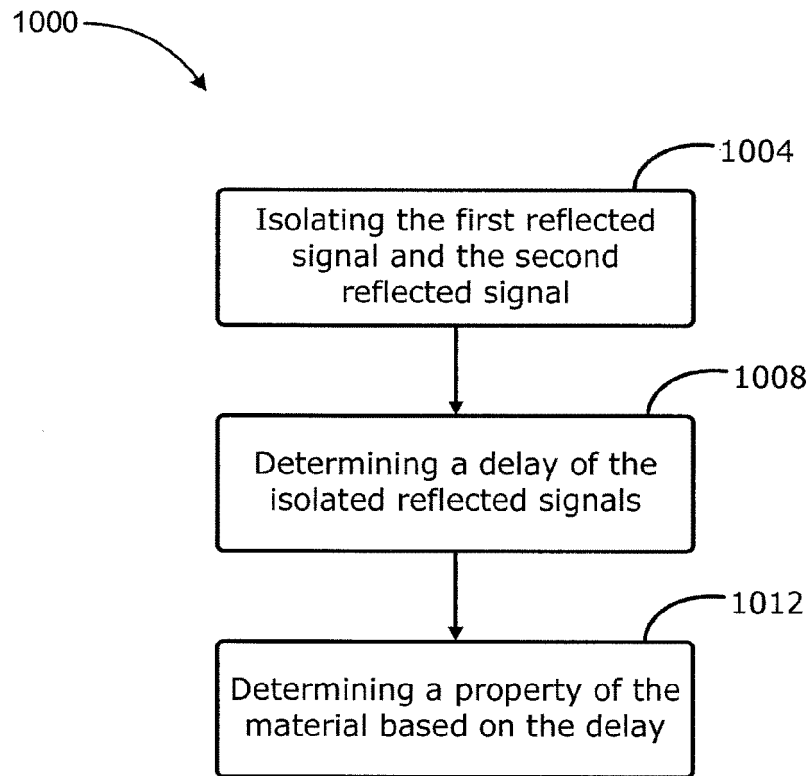 1000
1004
Isolating the first reflected
signal and the second
reflected signal
1008
Determining a delay of the
isolated reflected signals
1012
Determining a property of the
material based on the delay